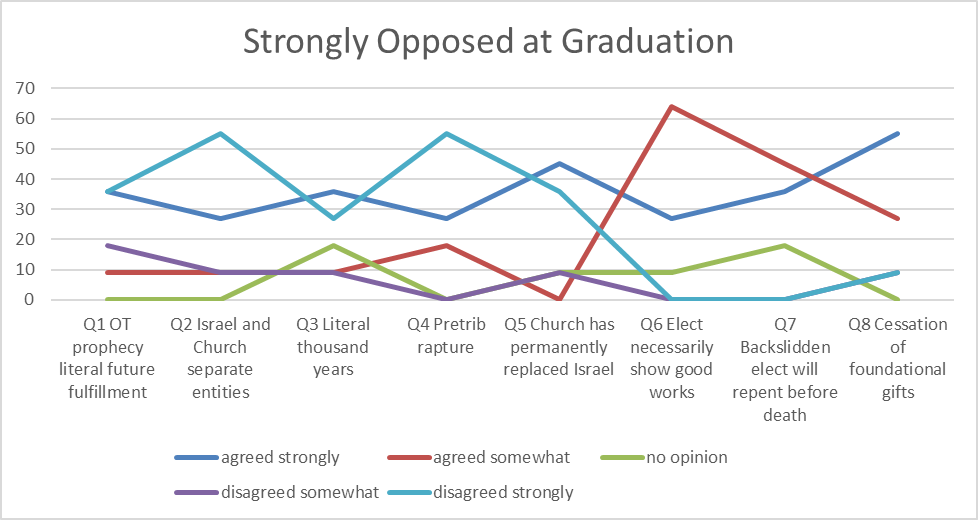 Strongly Opposed at Graduation
70
60
50
40
30
20
10
0
Q1 OT
prophecy
literal future
fulfillment
Q2 Israel and
Church
separate
entities
Q3 Literal
thousand
years
Q4 Pretrib
rapture
Q5 Church has
permanently
replaced Israel
Q6 Elect
necessarily
show good
works
Q7
Backslidden
elect will
repent before
death
Q8 Cessation
of
foundational
gifts
agreed strongly
agreed somewhat
no opinion
disagreed somewhat
disagreed strongly